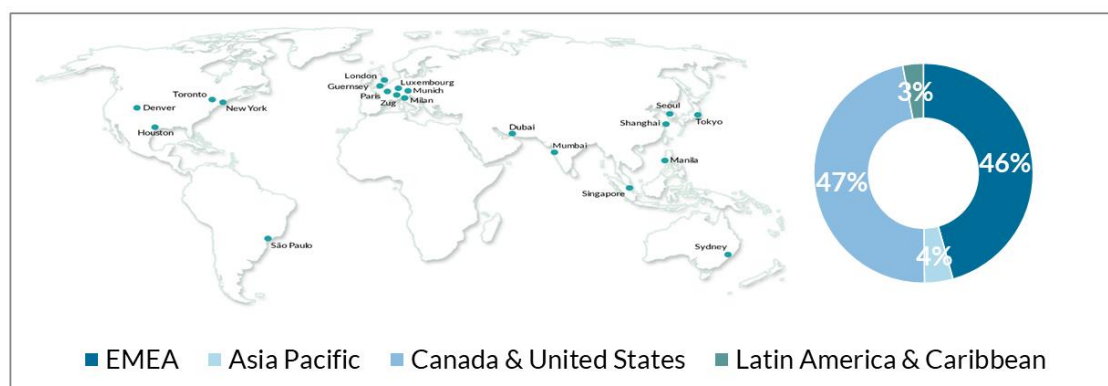 London
Luxembourg
Guernsey
Munich
Paris
Zug
Milan
Toronto
New York
Denver
Houston
Seoul
Shanghai
Tokyo
Dubai
Mumbai
Manila
Singapore
São Paulo
Sydney
3%
46%
47%
4%
EMEA
Asia Pacific
Canada & United States
Latin America & Caribbean